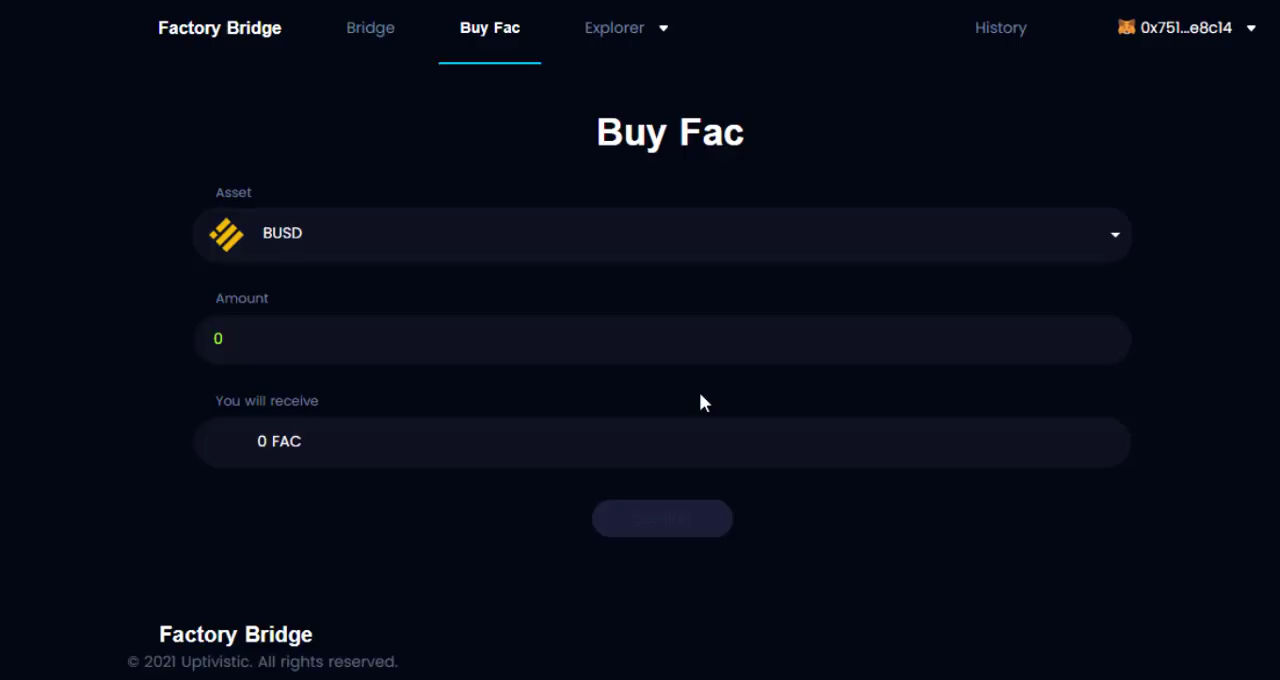 Factory Bridge Bridge Buy Fac Explorer History 0x751...e8c14
Buy Fac
Asset
BUSD
Amount
0
You will receive
0 FAC
Factory Bridge
© 2021 Uptivistic. All rights reserved.